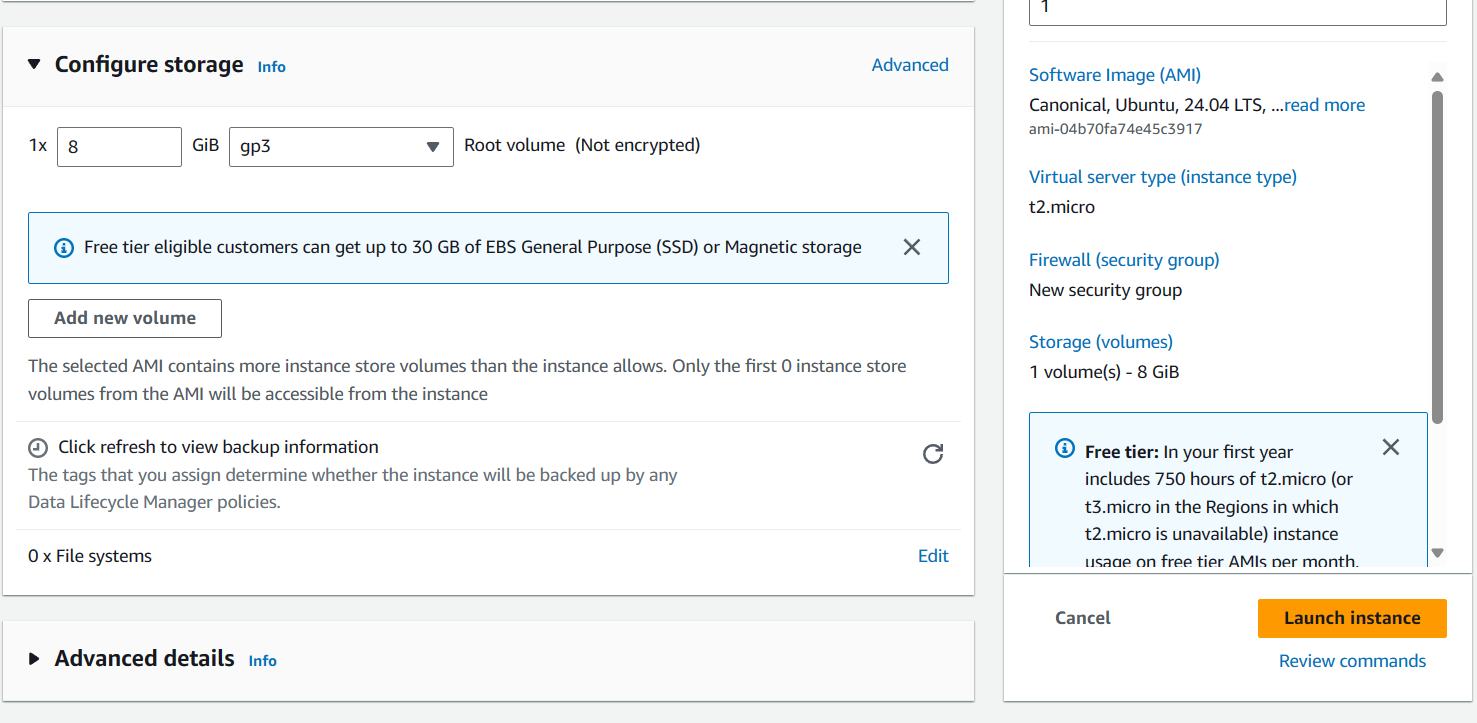 Configure storage Info Advanced
1x 8 GiB gp3 Root volume (Not encrypted)
Free tier eligible customers can get up to 30 GB of EBS General Purpose (SSD) or Magnetic storage
Add new volume
The selected AMI contains more instance store volumes than the instance allows. Only the first 0 instance store
volumes from the AMI will be accessible from the instance
Click refresh to view backup information
The tags that you assign determine whether the instance will be backed up by any
Data Lifecycle Manager policies.
0 x File systems Edit
Advanced details Info
1
Software Image (AMI)
Canonical, Ubuntu, 24.04 LTS, ...read more
ami-04b70fa74e45c3917
Virtual server type (instance type)
t2.micro
Firewall (security group)
New security group
Storage (volumes)
1 volume(s) - 8 GiB
Free tier: In your first year
includes 750 hours of t2.micro (or
t3.micro in the Regions in which
t2.micro is unavailable) instance
usage on free tier AMIs per month,
Cancel
Launch instance
Review commands